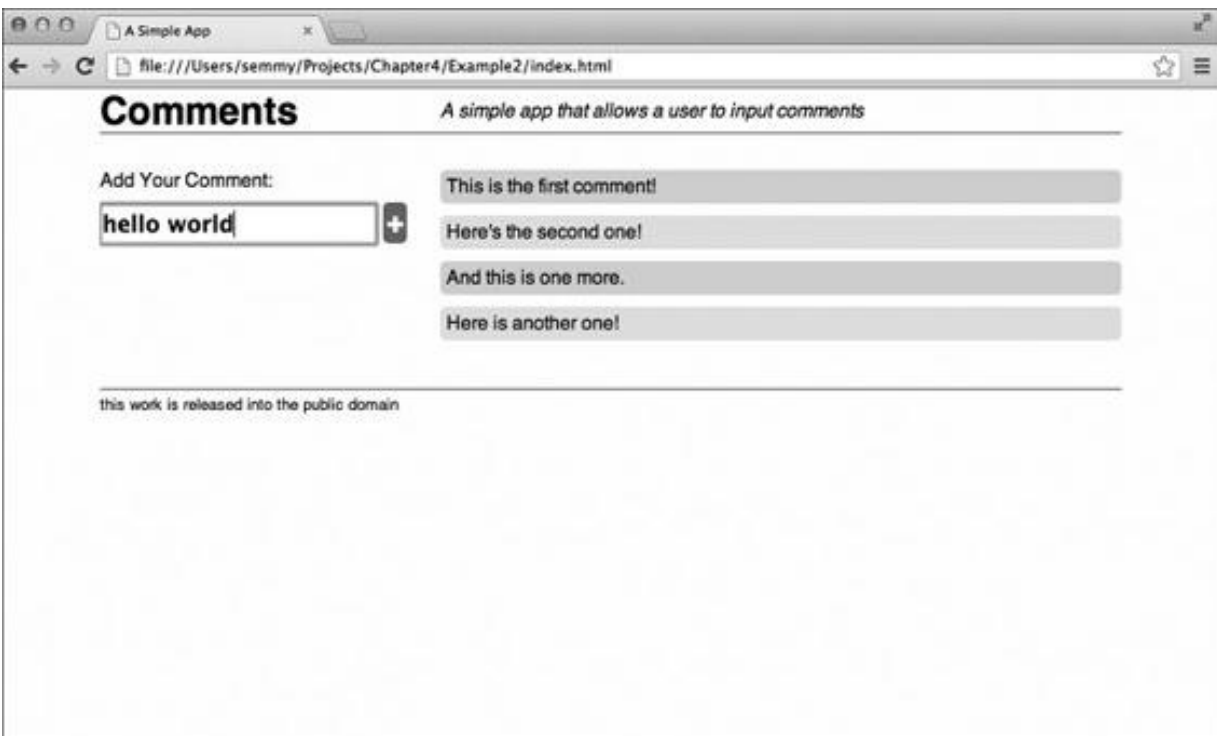 A Simple App
file:///Users/semmy/Projects/Chapter4/Example2/index.html
Comments
A simple app that allows a user to input comments
Add Your Comment:
hello world
+
This is the first comment!
Here's the second one!
And this is one more.
Here is another one!
this work is released into the public domain